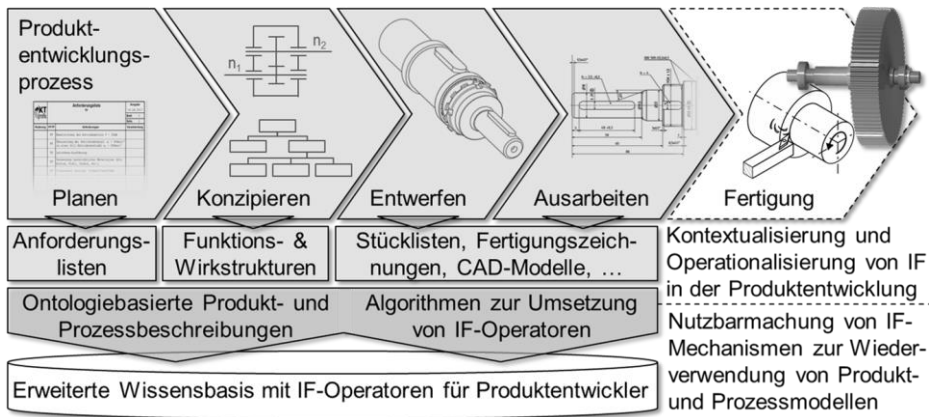 Produkt-
entwicklungs-
prozess
n₁
n₂
Anforderungsliste
Planen
Konzipieren
Entwerfen
Ausarbeiten
Fertigung
Anforderungs-
listen
Funktions- &
Wirkstrukturen
Stücklisten, Fertigungszeich-
nungen, CAD-Modelle, …
Kontextualisierung und
Operationalisierung von IF
in der Produktentwicklung
Ontologiebasierte Produkt- und
Prozessbeschreibungen
Algorithmen zur Umsetzung
von IF-Operatoren
Nutzbarmachung von IF-
Mechanismen zur Wieder-
verwendung von Produkt-
und Prozessmodellen
Erweiterte Wissensbasis mit IF-Operatoren für Produktentwickler